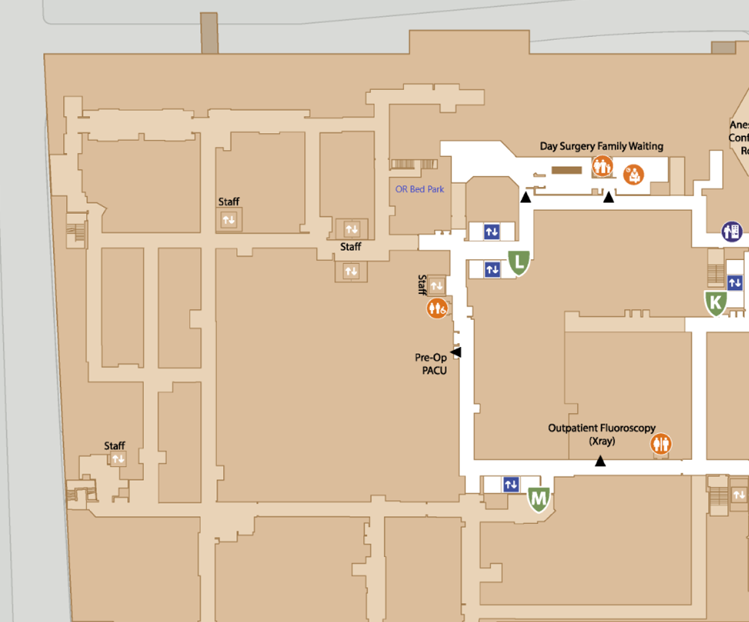 Anes
Conf
Ro
Day Surgery Family Waiting
OR Bed Park
Staff
Staff
L
Staff
K
Pre-Op
PACU
Outpatient Fluoroscopy
(Xray)
Staff
M